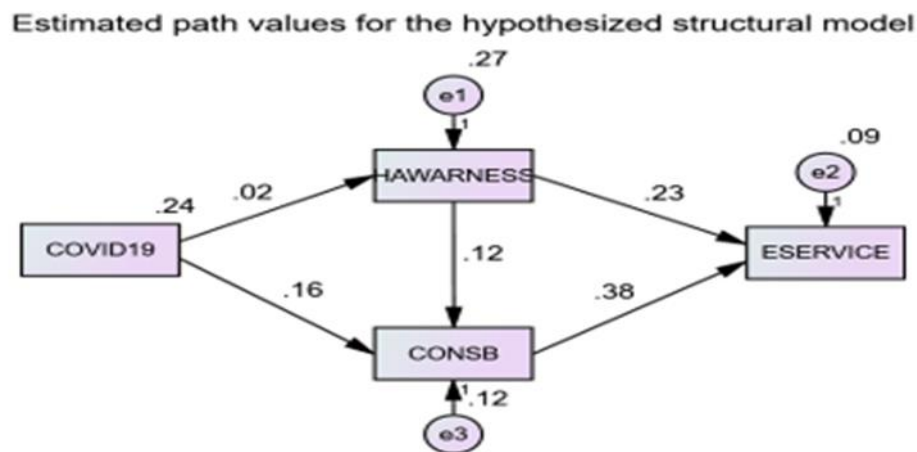 Estimated path values for the hypothesized structural model
.27
e1
1
HAWARNESS
.09
e2
1
.24
.02
.23
COVID19
.12
ESERVICE
.16
.38
CONSB
1
.12
e3